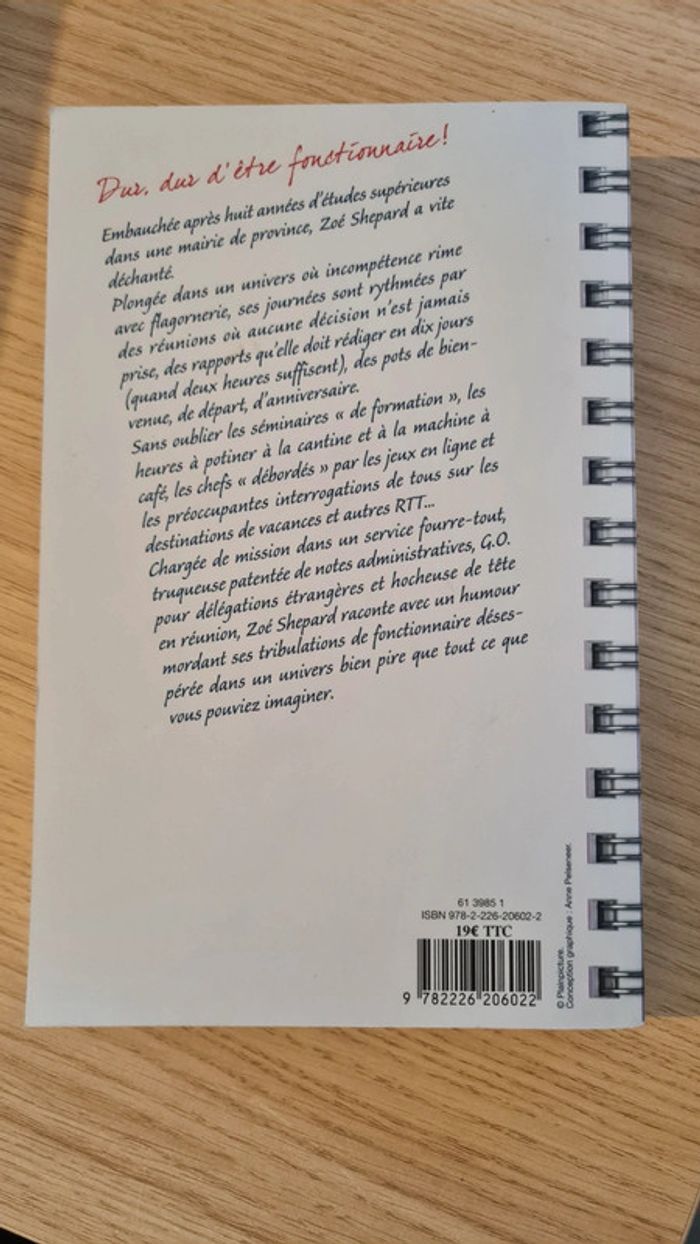 Dur, dur d'être fonctionnaire!
Embauchée après huit années d'études supérieures
dans une mairie de province, Zoé Shepard a vite
déchanté.
Plongée dans un univers où incompétence rime
avec flagornerie, ses journées sont rythmées par
des réunions où aucune décision n'est jamais
prise, des rapports qu'elle doit rédiger en dix jours
(quand deux heures suffisent), des pots de bien-
venue, de départ, d'anniversaire.
Sans oublier les séminaires « de formation », les
heures à potiner à la cantine et à la machine à
café, les chefs « débordés » par les jeux en ligne et
les préoccupantes interrogations de tous sur les
destinations de vacances et autres RTT...
Chargée de mission dans un service fourre-tout,
truqueuse patentée de notes administratives, G.O.
pour délégations étrangères et hocheuse de tête
en réunion, Zoé Shepard raconte avec un humour
mordant ses tribulations de fonctionnaire déses-
pérée dans un univers bien pire que tout ce que
vous pouviez imaginer.
61 3985 1
ISBN 978-2-226-20602-2
19€ TTC
9 782226 206022
© Plainpicture.
Conception graphique : Anne Pelseneer.